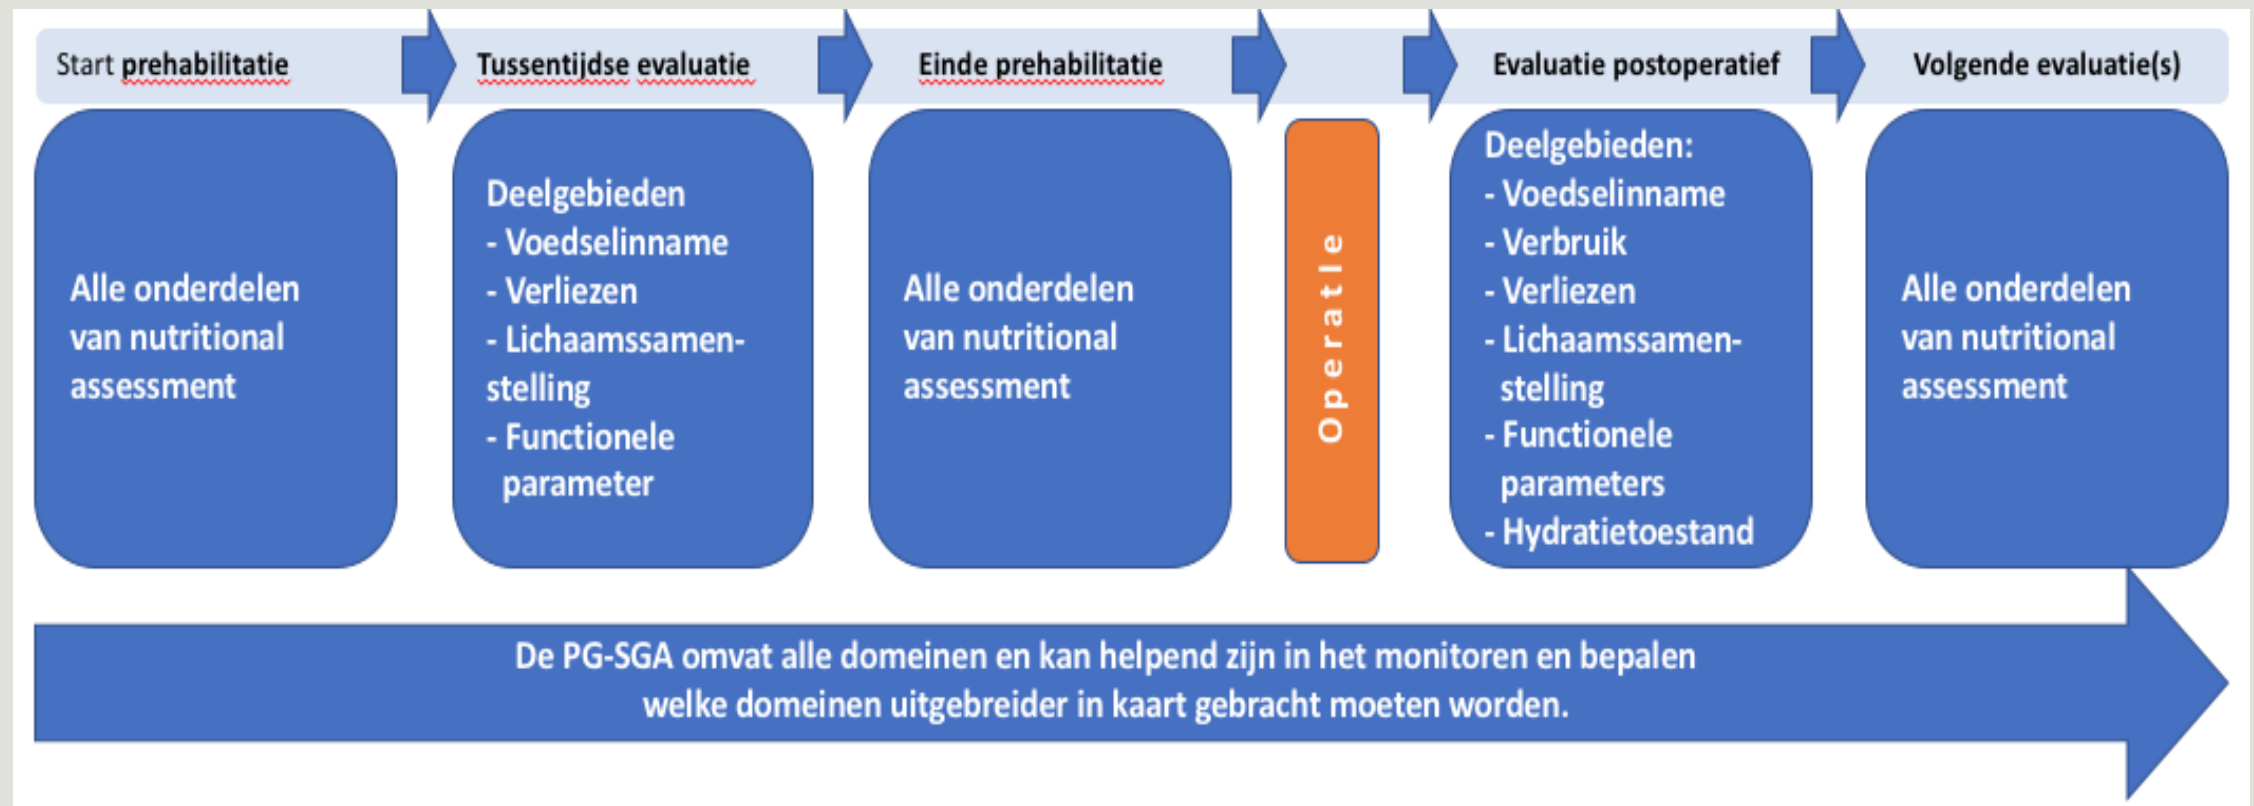 Start prehabilitatie
Tussentijdse evaluatie
Einde prehabilitatie
Evaluatie postoperatief
Volgende evaluatie(s)
Alle onderdelen
van nutritional
assessment
Deelgebieden
- Voedselinname
- Verliezen
- Lichaamssamen-
stelling
- Functionele
parameter
Alle onderdelen
van nutritional
assessment
Operatie
Deelgebieden:
- Voedselinname
- Verbruik
- Verliezen
- Lichaamssamen-
stelling
- Functionele
parameters
- Hydratietoestand
Alle onderdelen
van nutritional
assessment
De PG-SGA omvat alle domeinen en kan helpend zijn in het monitoren en bepalen
welke domeinen uitgebreider in kaart gebracht moeten worden.